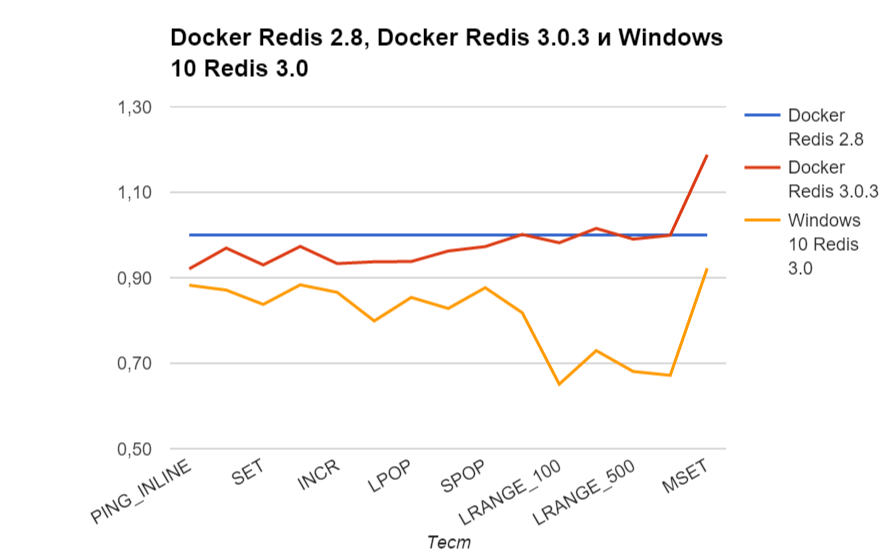 Docker Redis 2.8, Docker Redis 3.0.3 и Windows
10 Redis 3.0
1,30
1,10
0,90
0,70
0,50
Docker
Redis 2.8
Docker
Redis 3.0.3
Windows
10 Redis
3.0
PING_INLINE
SET
INCR
LPOP
SPOP
LRANGE_100
LRANGE_500
MSET
Тест